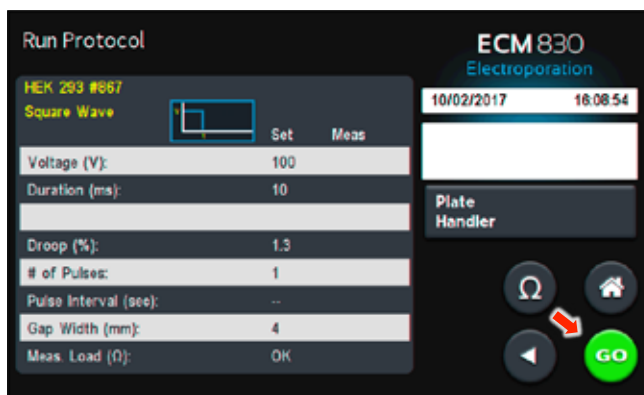 Run Protocol
ECM 830
Electroporation
HEK 293 #867
Square Wave
Set Meas
10/02/2017 16:08:54
Voltage (V): 100
Duration (ms): 10
Plate
Handler
Droop (%): 1.3
# of Pulses: 1
Pulse Interval (sec): --
Gap Width (mm): 4
Meas. Load (Ω): OK
Ω
GO